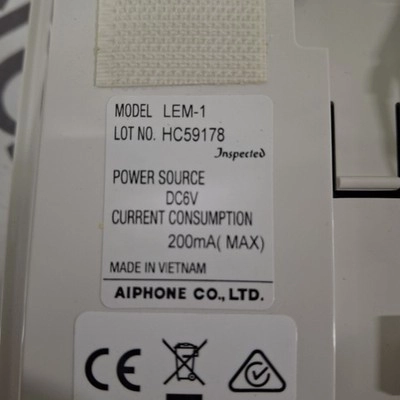 MODEL LEM-1
LOT NO. HC59178
Inspected
POWER SOURCE
DC6V
CURRENT CONSUMPTION
200mA( MAX)
MADE IN VIETNAM
AIPHONE CO., LTD.
CE